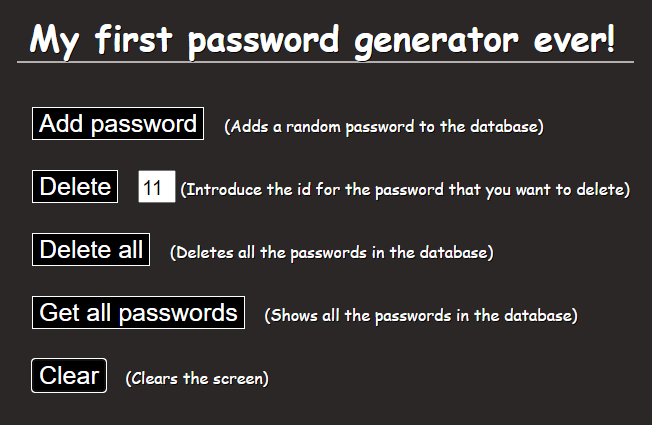 My first password generator ever!
Add password (Adds a random password to the database)
Delete 11 (Introduce the id for the password that you want to delete)
Delete all (Deletes all the passwords in the database)
Get all passwords (Shows all the passwords in the database)
Clear (Clears the screen)